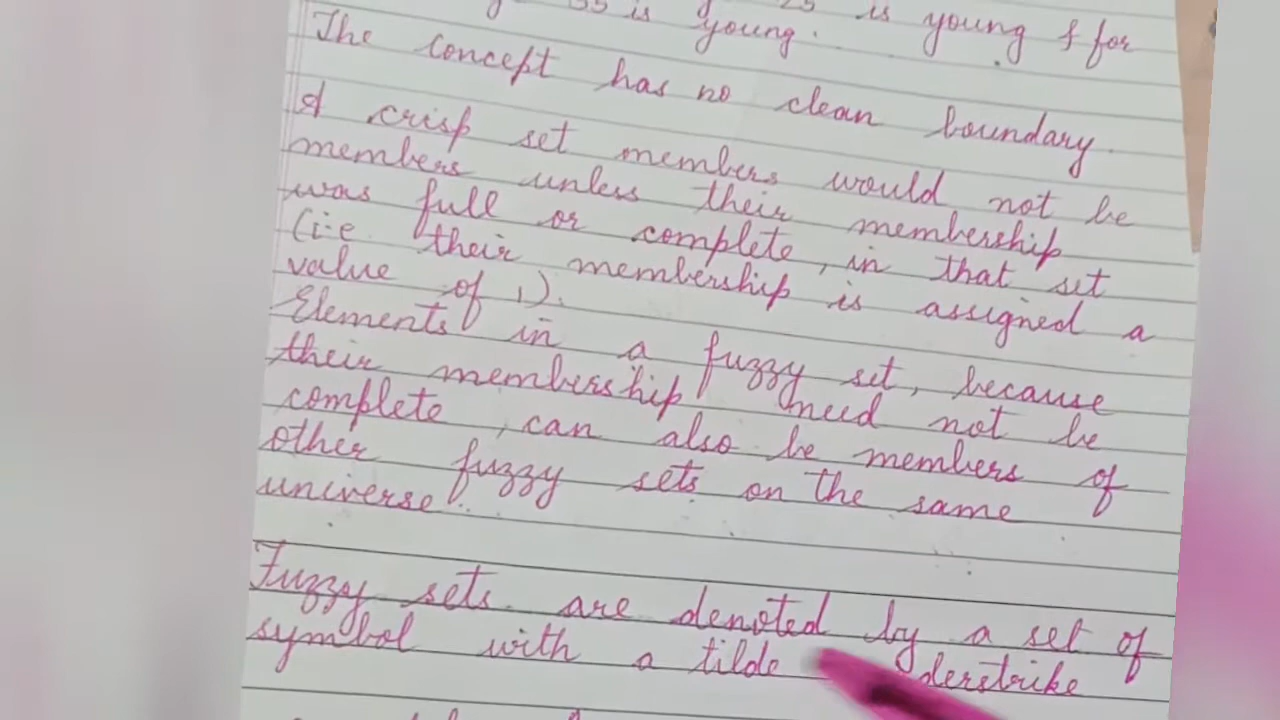 35 is 25 is young & for
young.
The concept has no clean boundary.
A crisp set members would not be
members unless their membership
was full or complete, in that set
(i.e their membership is assigned a
value of 1).
Elements in a fuzzy set, because
their membership need not be
complete, can also be members of
other fuzzy sets on the same
universe.
Fuzzy sets are denoted by a set of
symbol with a tilde derstrike